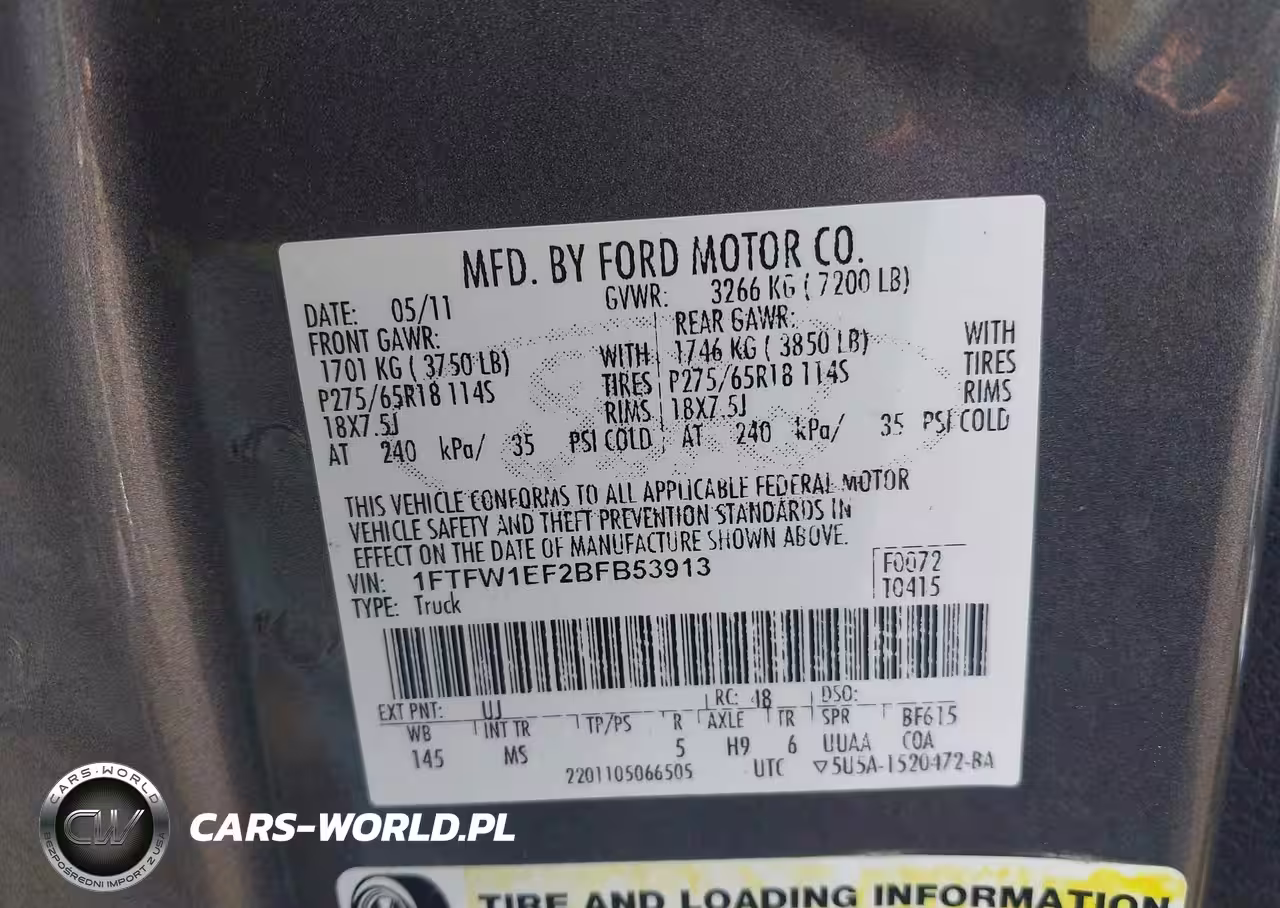 MFD. BY FORD MOTOR CO.
DATE: 05/11 GVWR: 3266 KG ( 7200 LB)
FRONT GAWR: REAR GAWR:
1701 KG ( 3750 LB) WITH 1746 KG ( 3850 LB) WITH
P275/65R18 114S TIRES P275/65R18 114S TIRES
18X7.5J RIMS 18X7.5J RIMS
AT 240 kPa/ 35 PSI COLD AT 240 kPa/ 35 PSI COLD
THIS VEHICLE CONFORMS TO ALL APPLICABLE FEDERAL MOTOR
VEHICLE SAFETY AND THEFT PREVENTION STANDARDS IN
EFFECT ON THE DATE OF MANUFACTURE SHOWN ABOVE.
VIN: 1FTFW1EF2BFB53913 F0072
TYPE: Truck T0415
EXT PNT: UJ RC: 48 DSO:
WB INT TR TP/PS R AXLE TR SPR BF615
145 MS 5 H9 6 UUAA COA
2201105066505 UTC ▽5U5A-1520472-BA
CARS-WORLD
CW
BEZPOŚREDNI IMPORT Z USA
CARS-WORLD.PL
TIRE AND LOADING INFORMATION